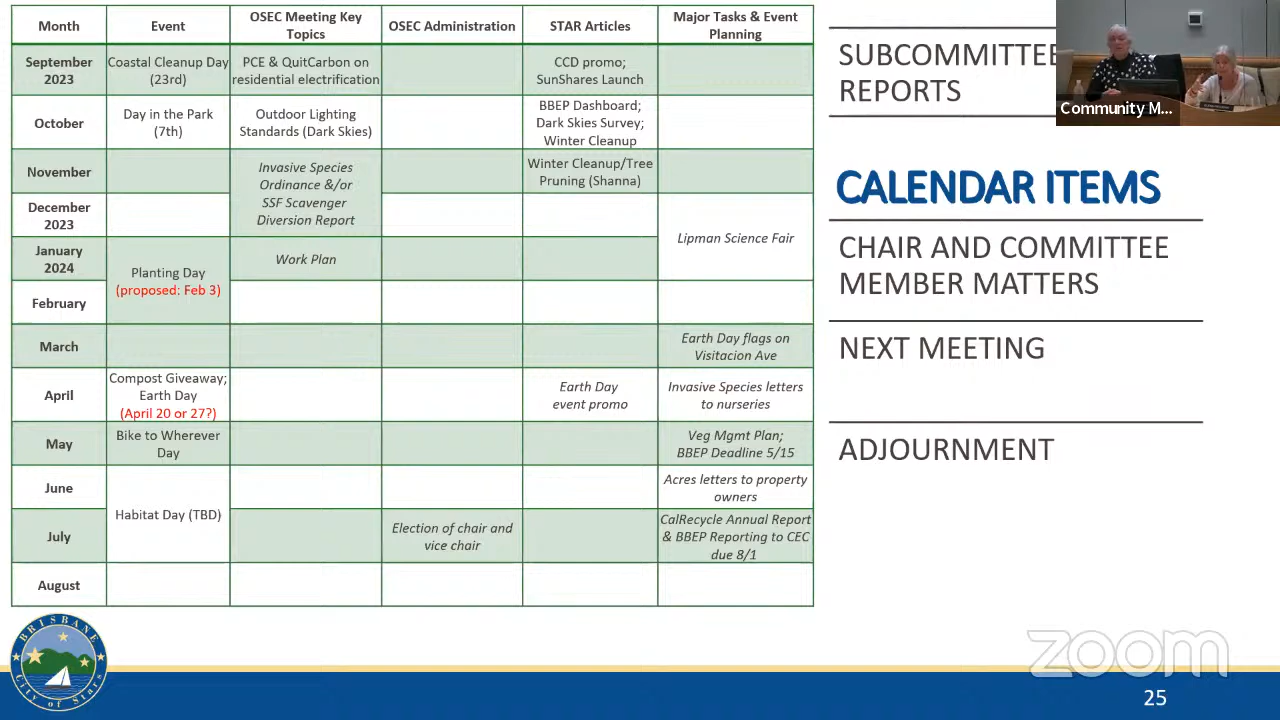 Month
Event
OSEC Meeting Key
Topics
OSEC Administration
STAR Articles
Major Tasks & Event
Planning
September
2023
Coastal Cleanup Day
(23rd)
PCE & QuitCarbon on
residential electrification
CCD promo;
SunShares Launch
October
Day in the Park
(7th)
Outdoor Lighting
Standards (Dark Skies)
BBEP Dashboard;
Dark Skies Survey;
Winter Cleanup
November
Invasive Species
Ordinance &/or
SSF Scavenger
Diversion Report
Winter Cleanup/Tree
Pruning (Shanna)
December
2023
Lipman Science Fair
January
2024
Planting Day
(proposed: Feb 3)
Work Plan
February
March
Earth Day flags on
Visitacion Ave
April
Compost Giveaway;
Earth Day
(April 20 or 27?)
Earth Day
event promo
Invasive Species letters
to nurseries
May
Bike to Wherever
Day
Veg Mgmt Plan;
BBEP Deadline 5/15
June
Habitat Day (TBD)
Acres letters to property
owners
July
Election of chair and
vice chair
CalRecycle Annual Report
& BBEP Reporting to CEC
due 8/1
August
SUBCOMMITTEE
REPORTS
Community M...
CALENDAR ITEMS
CHAIR AND COMMITTEE
MEMBER MATTERS
NEXT MEETING
ADJOURNMENT
BRISBANE
City of Stars
zoom
25